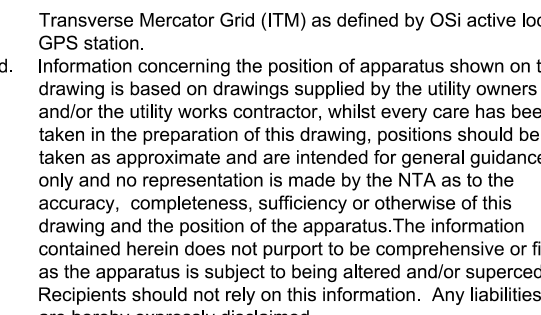 Transverse Mercator Grid (ITM) as defined by OSi active
GPS station.
d. Information concerning the position of apparatus shown on
drawing is based on drawings supplied by the utility owners
and/or the utility works contractor, whilst every care has
taken in the preparation of this drawing, positions should be
taken as approximate and are intended for general guidance
only and no representation is made by the NTA as to the
accuracy, completeness, sufficiency or otherwise of this
drawing and the position of the apparatus.The information
contained herein does not purport to be comprehensive or
as the apparatus is subject to being altered and/or
Recipients should not rely on this information. Any liabilities
are hereby expressly disclaimed